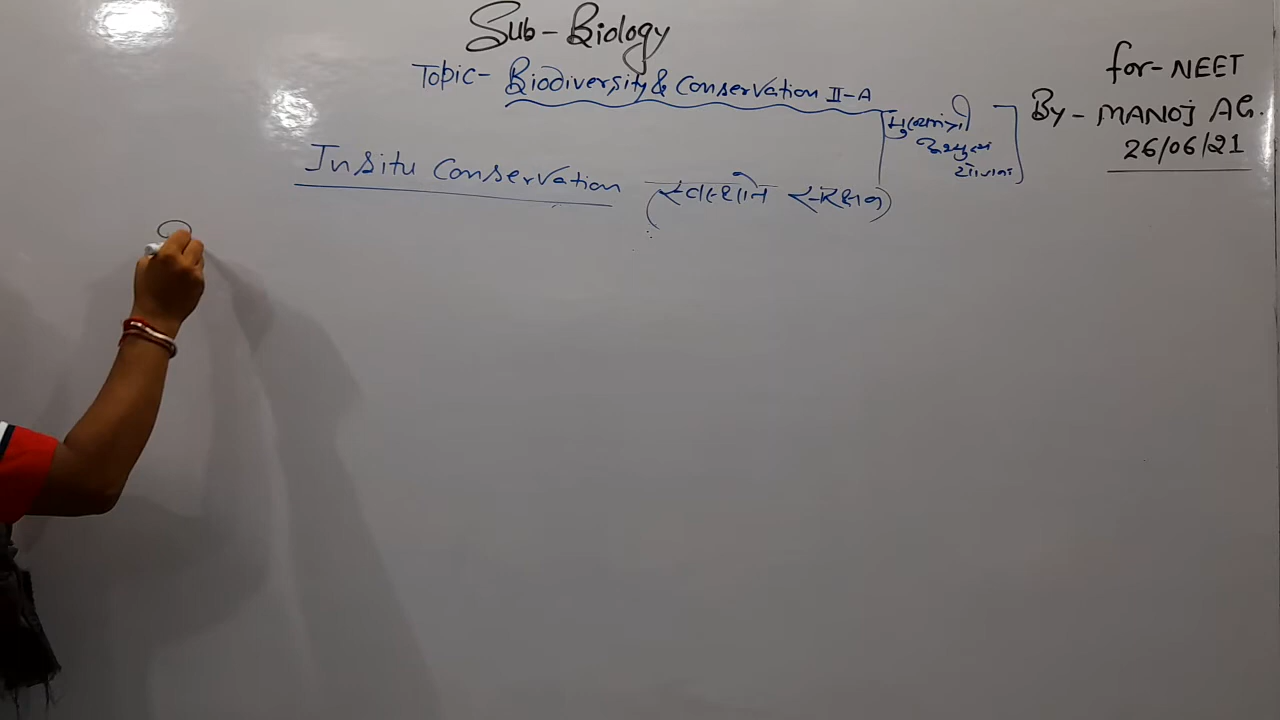 Sub- Biology
Topic- Biodiversity & Conservation II-A
for- NEET
By- MANOJ AG.
26/06/21
Insitu Conservation